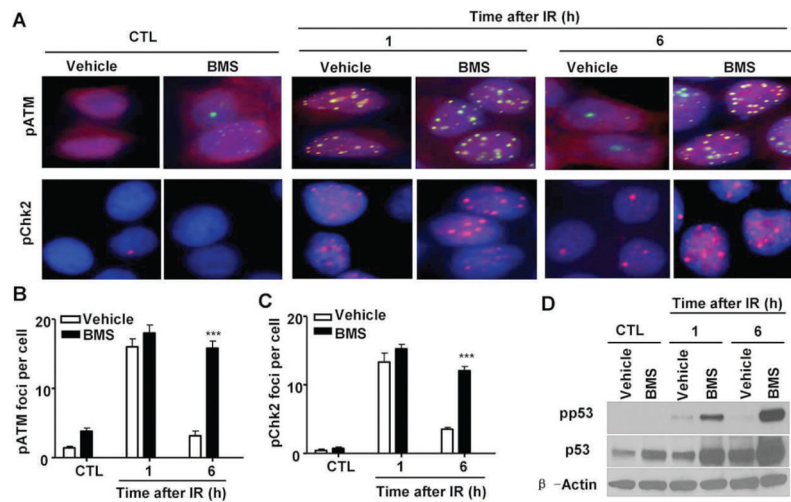 A
Time after IR (h)
CTL
1
6
Vehicle BMS Vehicle BMS Vehicle BMS
pATM
pChk2
B
Vehicle
BMS
***
20
10
0
pATM foci per cell
CTL 1 6
Time after IR (h)
C
Vehicle
BMS
***
20
10
0
pChk2 foci per cell
CTL 1 6
Time after IR (h)
D
Time after IR (h)
CTL 1 6
Vehicle BMS Vehicle BMS Vehicle BMS
pp53
p53
β -Actin